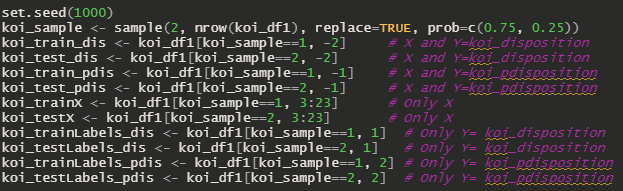 set.seed(1000)
koi_sample <- sample(2, nrow(koi_df1), replace=TRUE, prob=c(0.75, 0.25))
koi_train_dis <- koi_df1[koi_sample==1, -2] # X and Y=koi_disposition
koi_test_dis <- koi_df1[koi_sample==2, -2] # X and Y=koi_disposition
koi_train_pdis <- koi_df1[koi_sample==1, -1] # X and Y=koi_pdisposition
koi_test_pdis <- koi_df1[koi_sample==2, -1] # X and Y=koi_pdisposition
koi_trainX <- koi_df1[koi_sample==1, 3:23] # Only X
koi_testX <- koi_df1[koi_sample==2, 3:23] # Only X
koi_trainLabels_dis <- koi_df1[koi_sample==1, 1] # Only Y= koi_disposition
koi_testLabels_dis <- koi_df1[koi_sample==2, 1] # Only Y= koi_disposition
koi_trainLabels_pdis <- koi_df1[koi_sample==1, 2] # Only Y= koi_pdisposition
koi_testLabels_pdis <- koi_df1[koi_sample==2, 2] # Only Y= koi_pdisposition